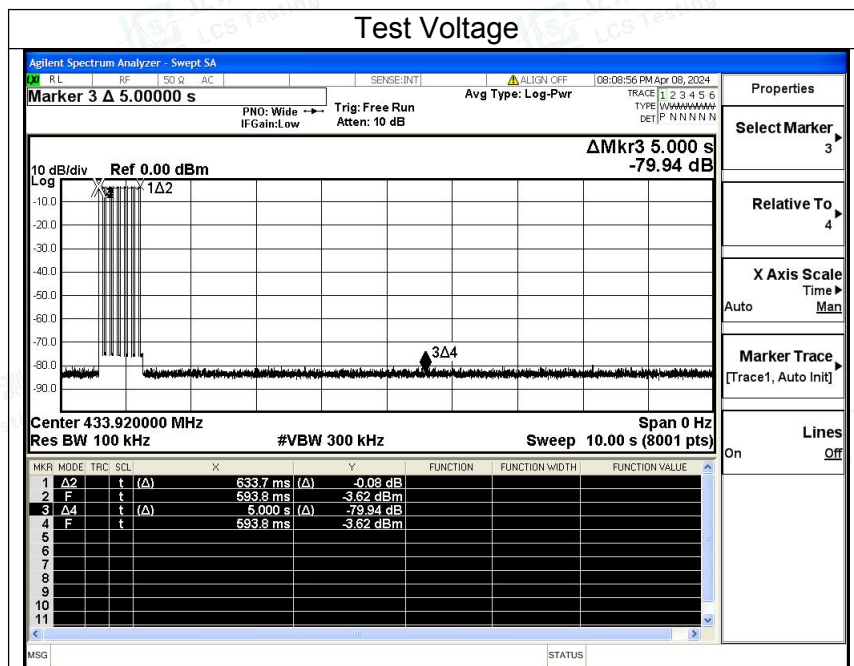 LCS Testing
Test Voltage
Agilent Spectrum Analyzer - Swept SA
LXI RL RF 50 Ω AC SENSE:INT ALIGN OFF 08:08:56 PM Apr 08, 2024
Marker 3 Δ 5.00000 s
PNO: Wide
IFGain:Low
Trig: Free Run
Atten: 10 dB
Avg Type: Log-Pwr
TRACE 1 2 3 4 5 6
TYPE WWWWWW
DET P N N N N N
ΔMkr3 5.000 s
-79.94 dB
10 dB/div Ref 0.00 dBm
Log
1Δ2
-10.0
-20.0
-30.0
-40.0
-50.0
-60.0
-70.0
-80.0
-90.0
3Δ4
Center 433.920000 MHz Span 0 Hz
Res BW 100 kHz #VBW 300 kHz Sweep 10.00 s (8001 pts)
MKR MODE TRC SCL X Y FUNCTION FUNCTION WIDTH FUNCTION VALUE
1 Δ2 t (Δ) 633.7 ms (Δ) -0.08 dB
2 F t 593.8 ms -3.62 dBm
3 Δ4 t (Δ) 5.000 s (Δ) -79.94 dB
4 F t 593.8 ms -3.62 dBm
5
6
7
8
9
10
11
MSG STATUS
Properties
Select Marker
3
Relative To
4
X Axis Scale
Time
Auto Man
Marker Trace
[Trace1, Auto Init]
Lines
On Off